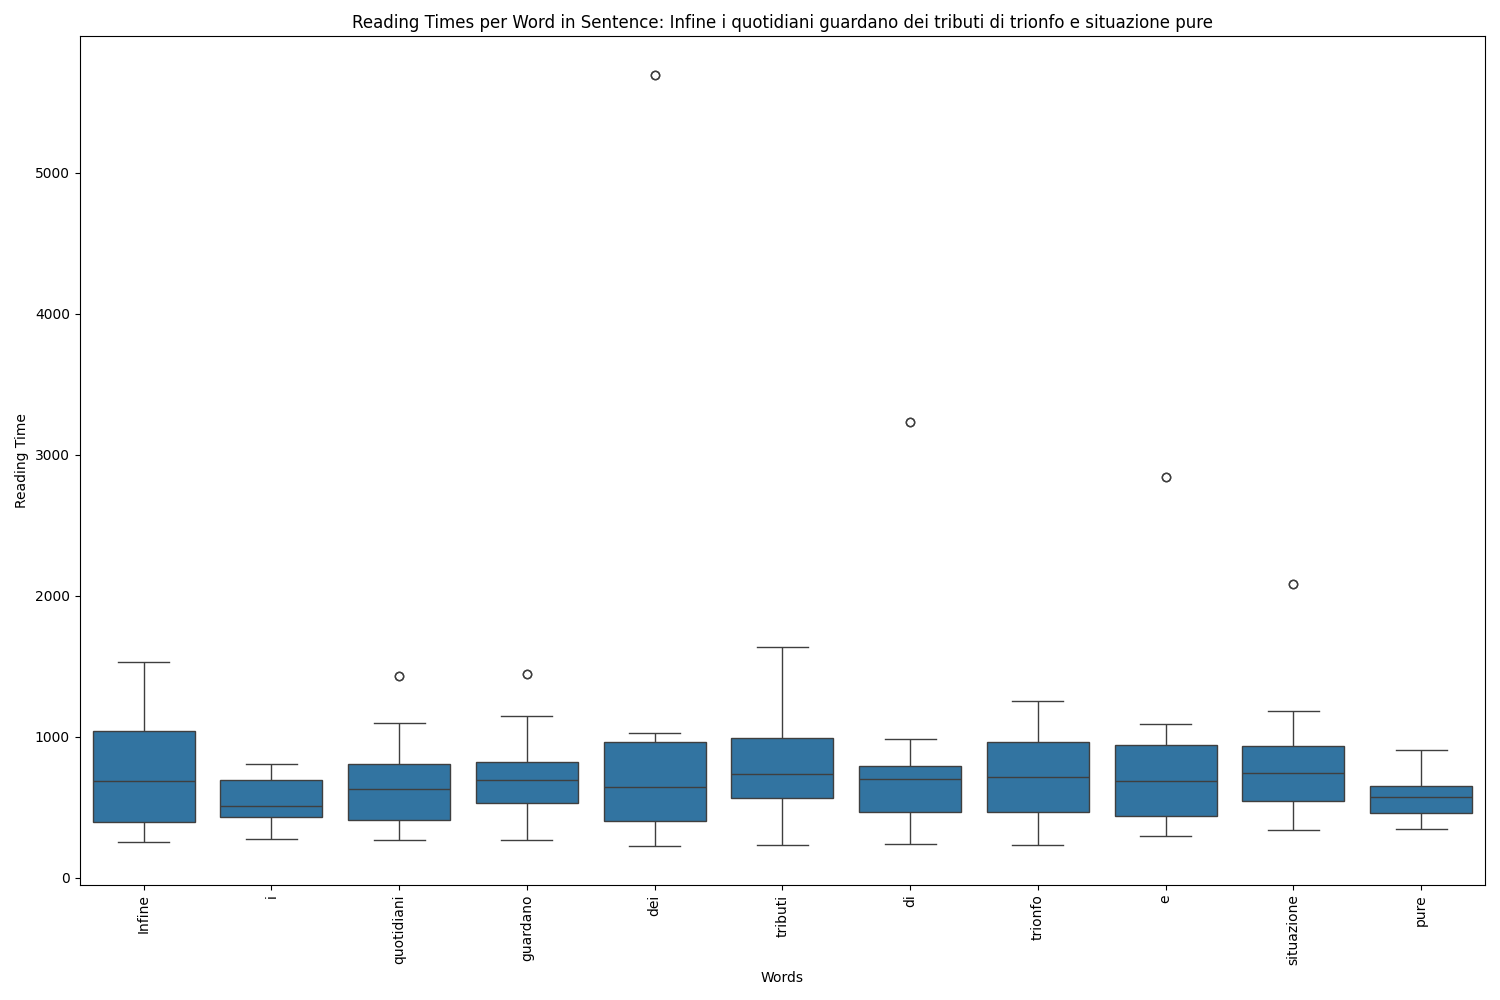 Reading Times per Word in Sentence: Infine i quotidiani guardano dei tributi di trionfo e situazione pure
Reading Time
5000
4000
3000
2000
1000
0
Infine
i
quotidiani
guardano
dei
tributi
di
trionfo
e
situazione
pure
Words